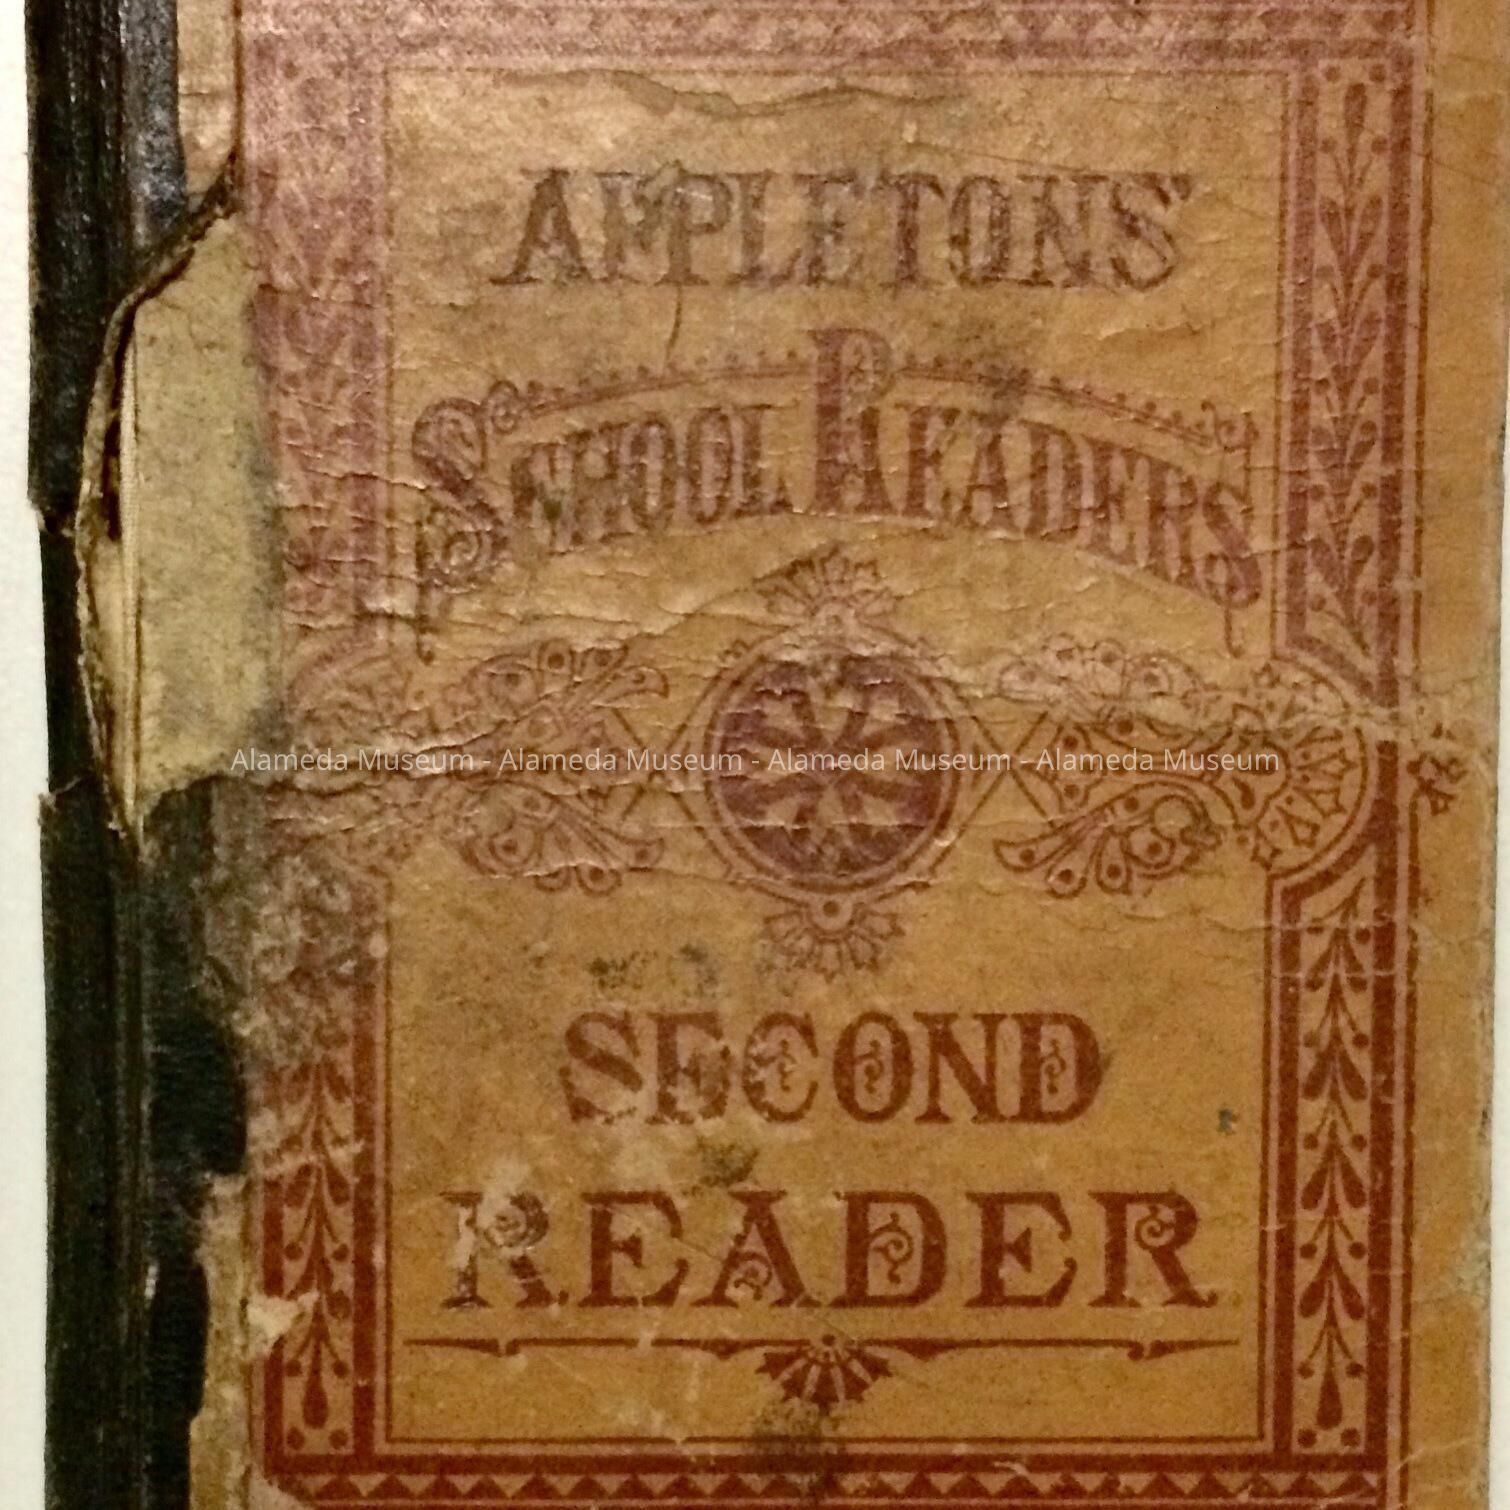 APPLETONS'
SCHOOL READERS
Alameda Museum - Alameda Museum - Alameda Museum - Alameda Museum
SECOND
READER